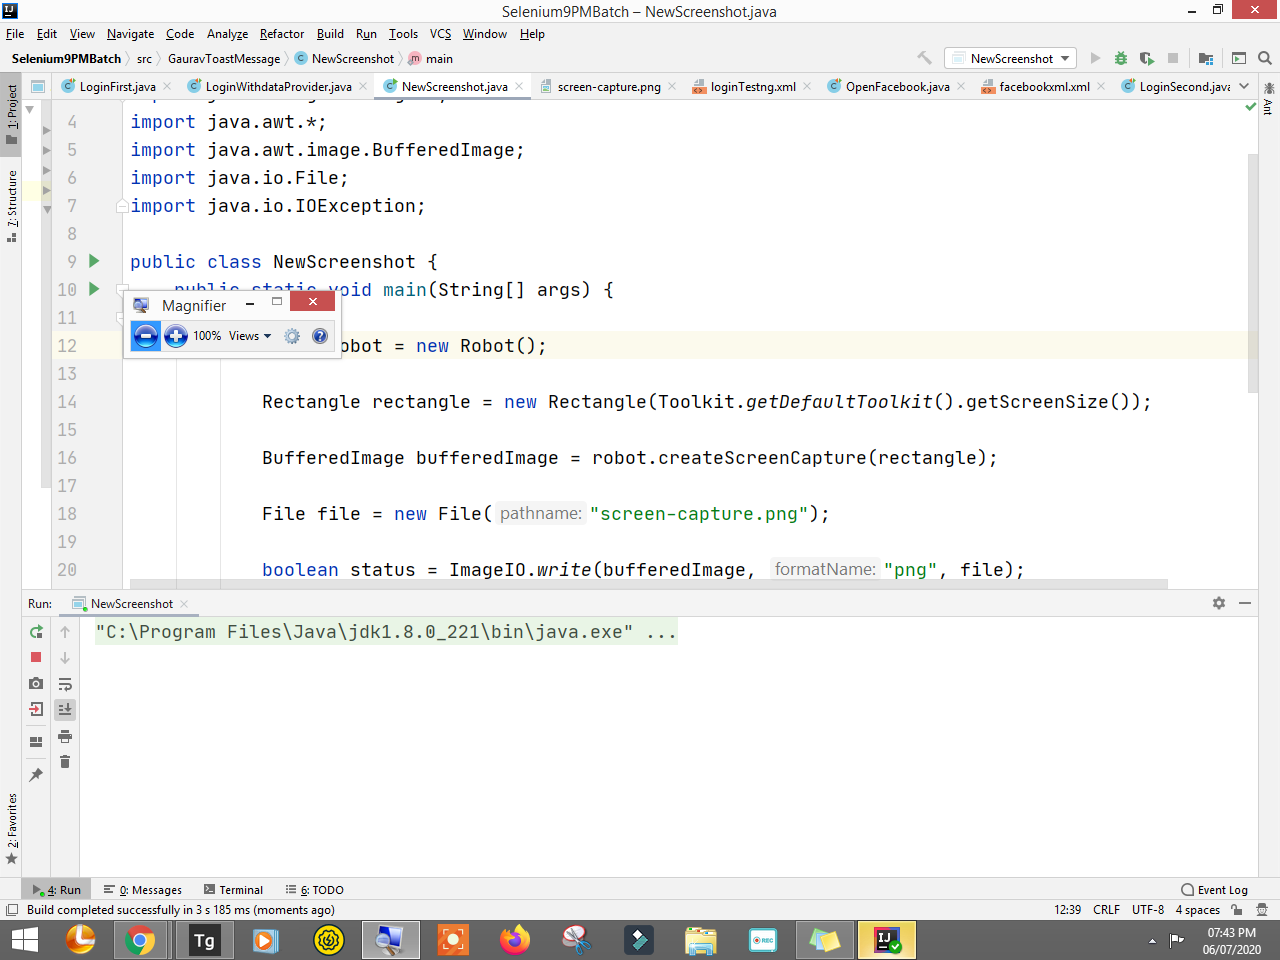 Selenium9PMBatch – NewScreenshot.java
File Edit View Navigate Code Analyze Refactor Build Run Tools VCS Window Help
Selenium9PMBatch src GauravToastMessage NewScreenshot main NewScreenshot
LoginFirst.java LoginWithdataProvider.java NewScreenshot.java screen-capture.png loginTestng.xml OpenFacebook.java facebookxml.xml LoginSecond.java
1: Project
7: Structure
2: Favorites
Ant
4 import java.awt.*;
5 import java.awt.image.BufferedImage;
6 import java.io.File;
7 import java.io.IOException;
8
9 public class NewScreenshot {
10 public static void main(String[] args) {
Magnifier
100% Views
11
12 obot = new Robot();
13
14 Rectangle rectangle = new Rectangle(Toolkit.getDefaultToolkit().getScreenSize());
15
16 BufferedImage bufferedImage = robot.createScreenCapture(rectangle);
17
18 File file = new File( pathname: "screen-capture.png");
19
20 boolean status = ImageIO.write(bufferedImage, formatName: "png", file);
Run: NewScreenshot
"C:\Program Files\Java\jdk1.8.0_221\bin\java.exe" ...
4: Run 0: Messages Terminal 6: TODO Event Log
Build completed successfully in 3 s 185 ms (moments ago) 12:39 CRLF UTF-8 4 spaces
Tg REC IJ 07:43 PM
06/07/2020